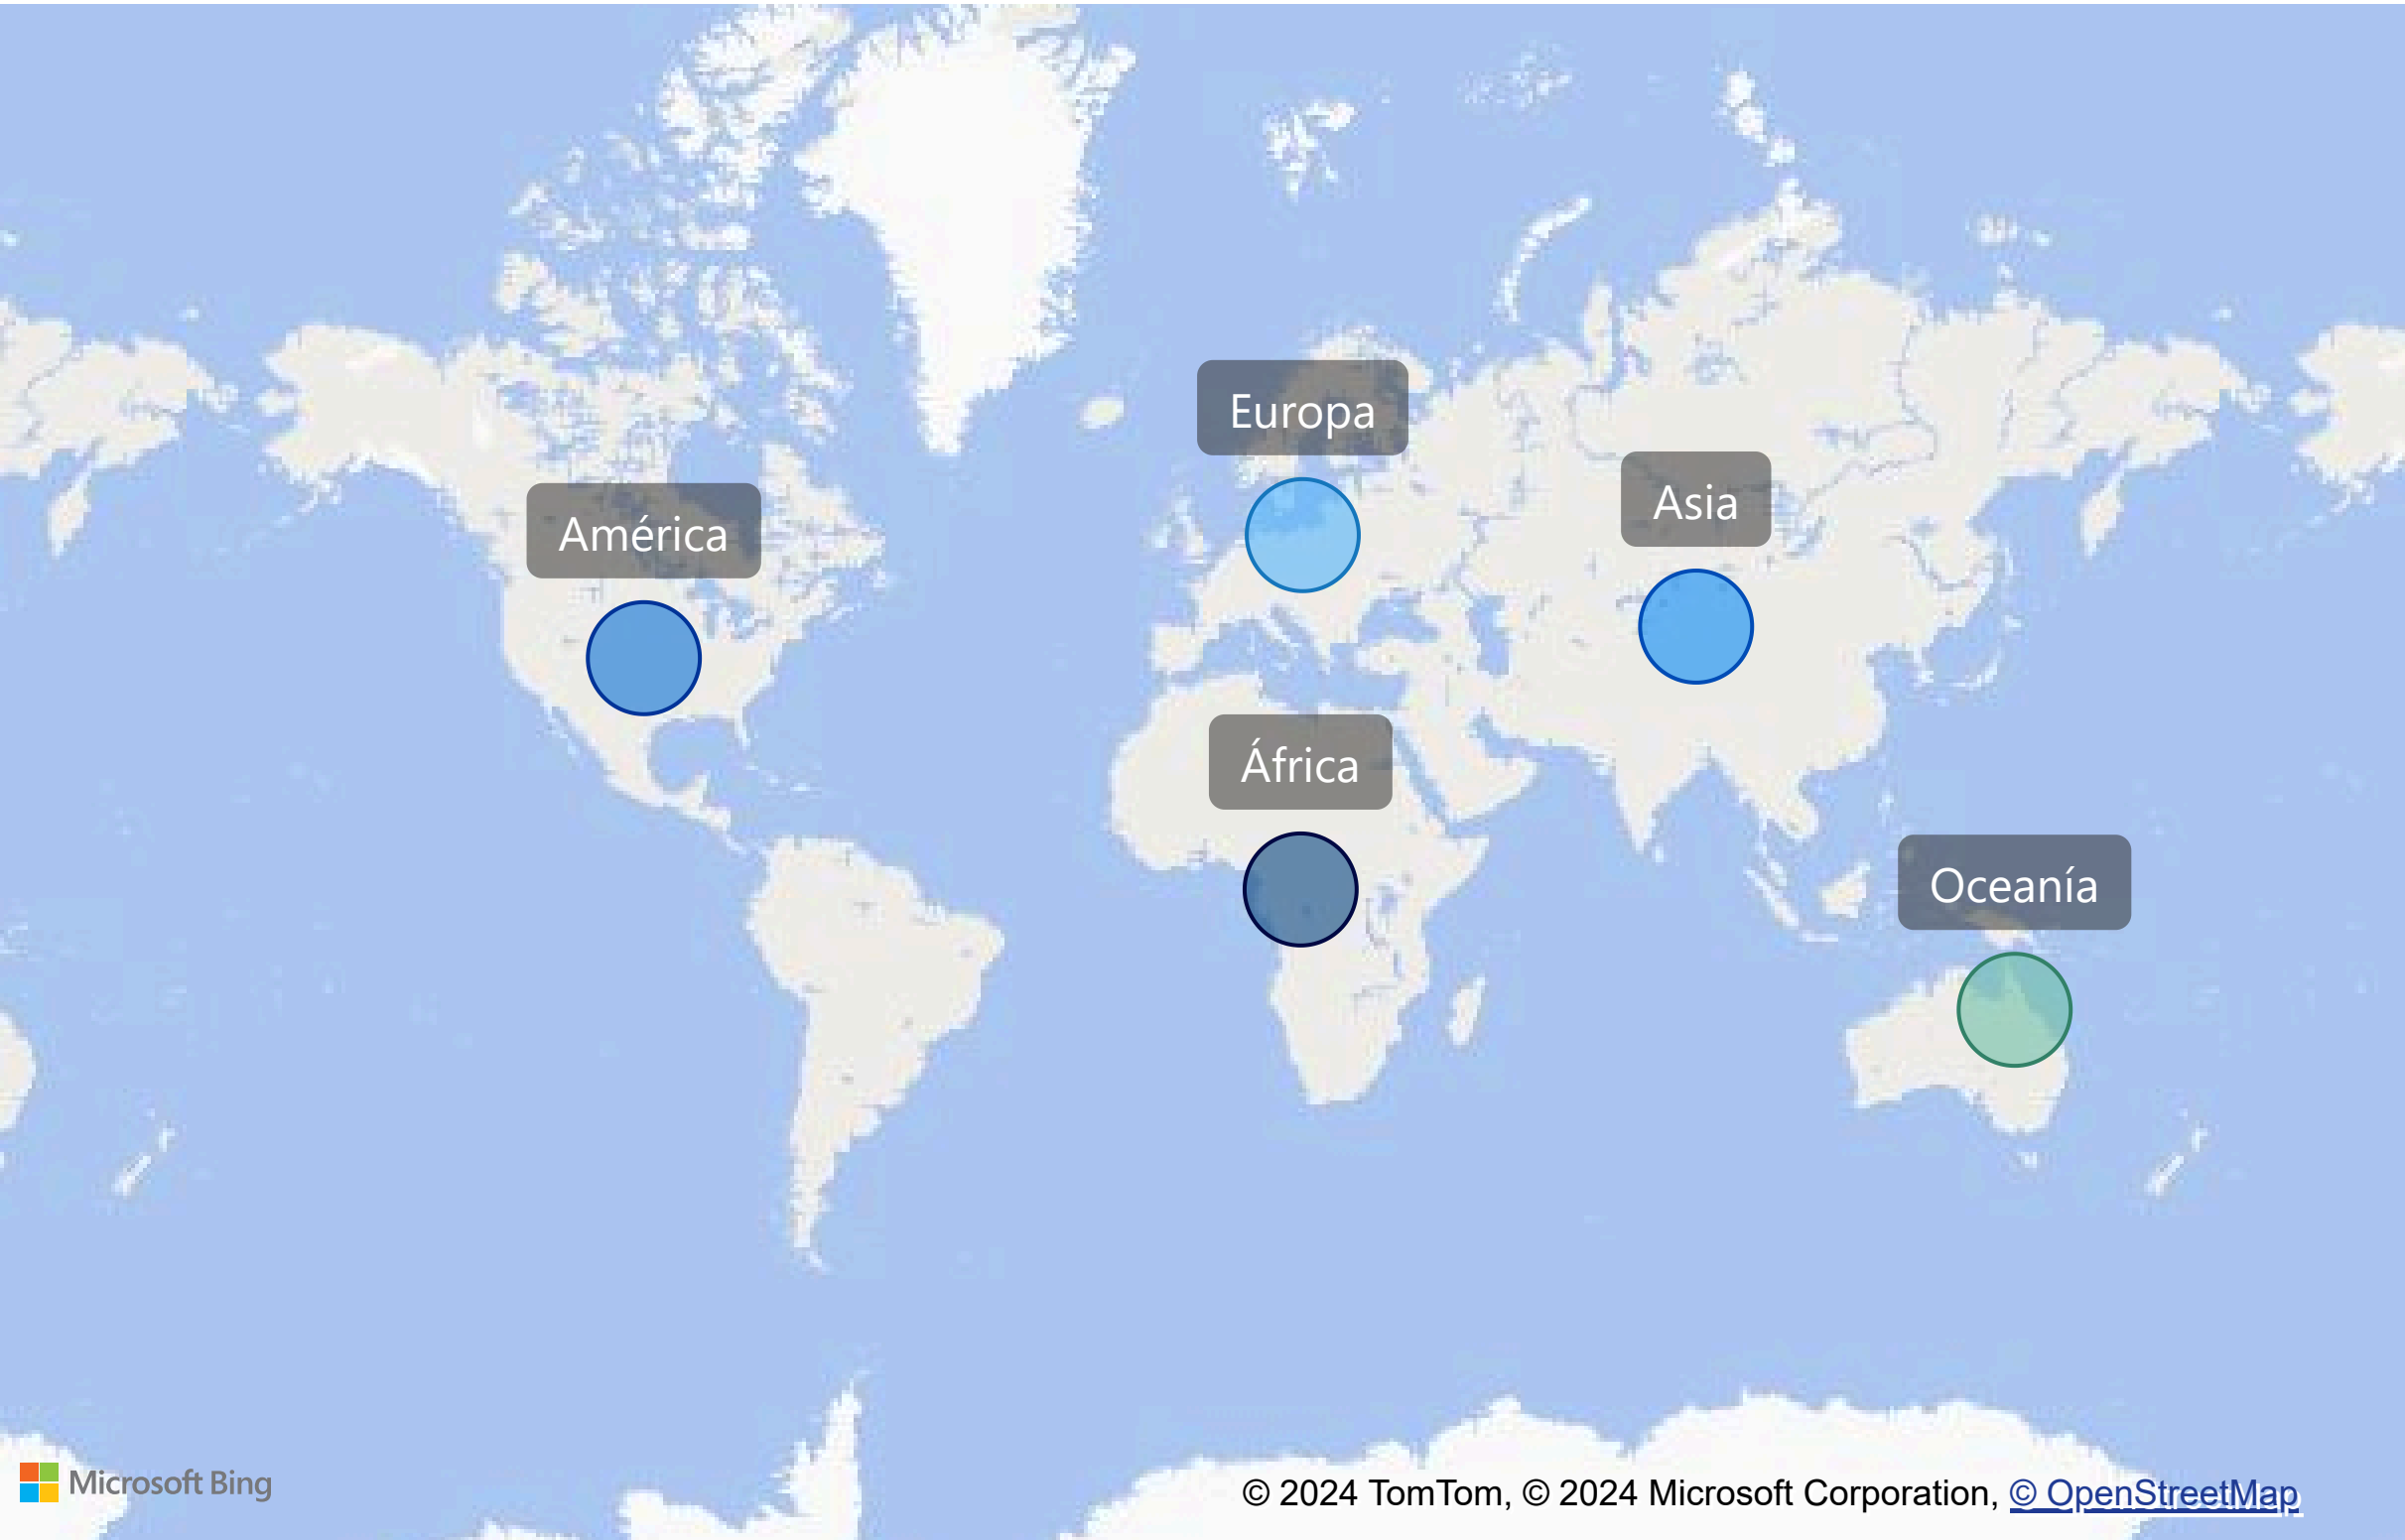 Europa
Asia
América
África
Oceanía
Microsoft Bing
© 2024 TomTom, © 2024 Microsoft Corporation, © OpenStreetMap